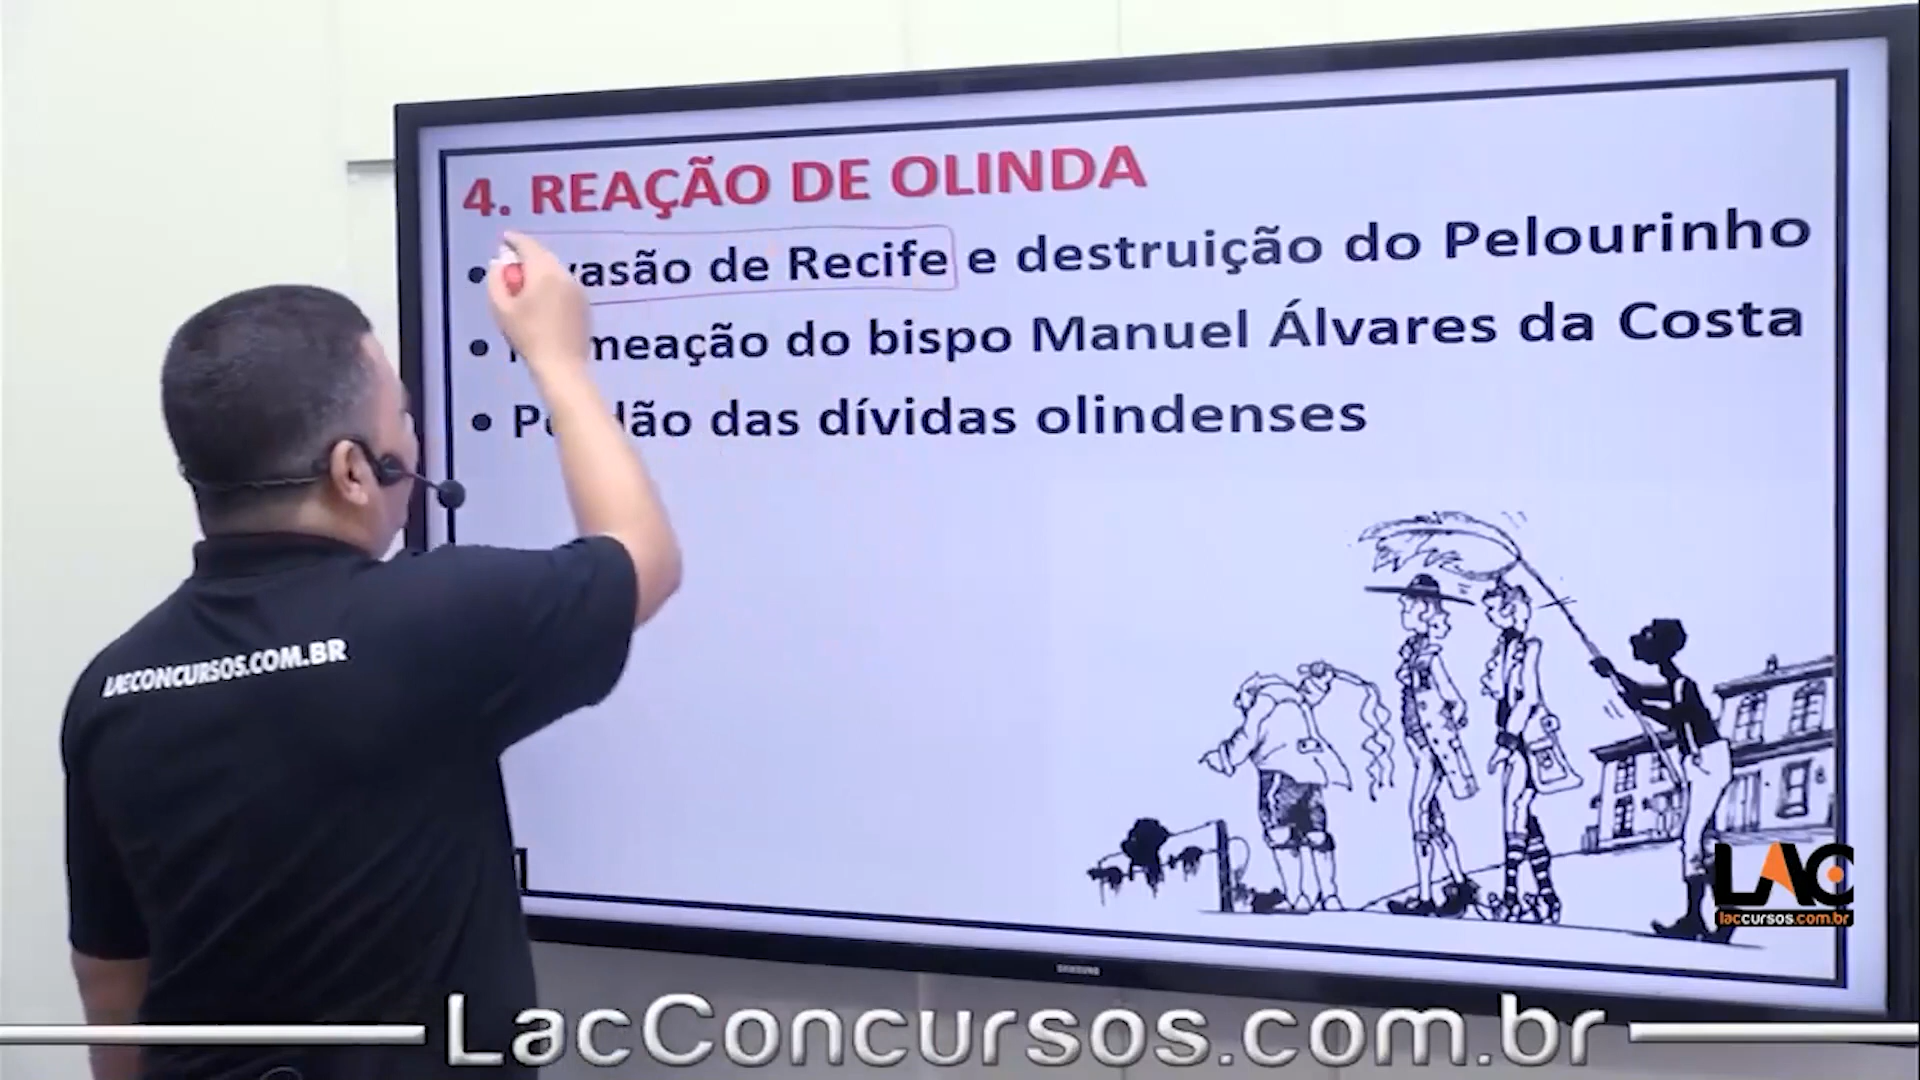 4. REAÇÃO DE OLINDA
• vasão de Recife e destruição do Pelourinho
• meação do bispo Manuel Álvares da Costa
• P dão das dívidas olindenses
LACCONCURSOS.COM.BR
LAC
laccursos.com.br
SAMSUNG
LacConcursos.com.br